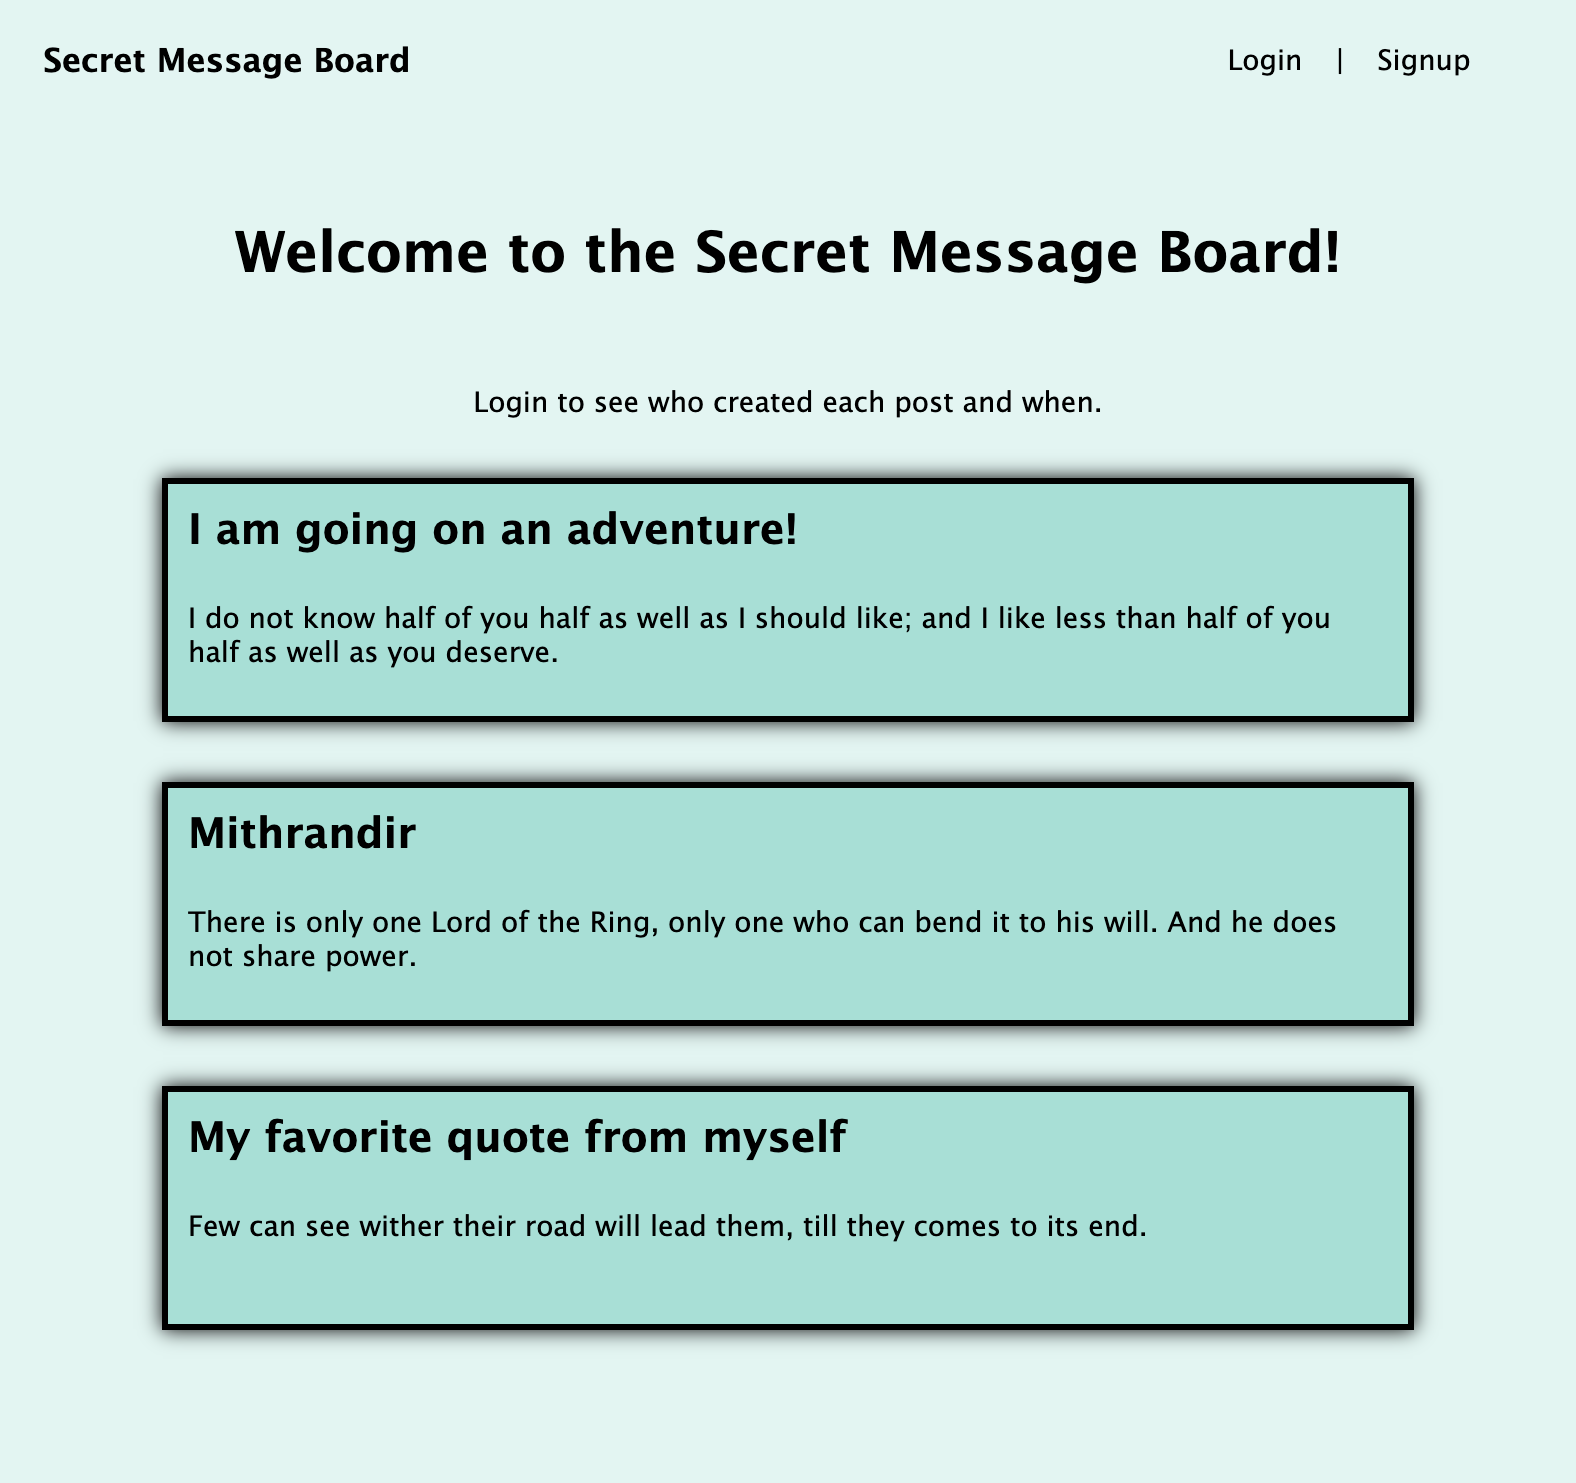 Secret Message Board
Login | Signup
Welcome to the Secret Message Board!
Login to see who created each post and when.
I am going on an adventure!
I do not know half of you half as well as I should like; and I like less than half of you
half as well as you deserve.
Mithrandir
There is only one Lord of the Ring, only one who can bend it to his will. And he does
not share power.
My favorite quote from myself
Few can see wither their road will lead them, till they comes to its end.